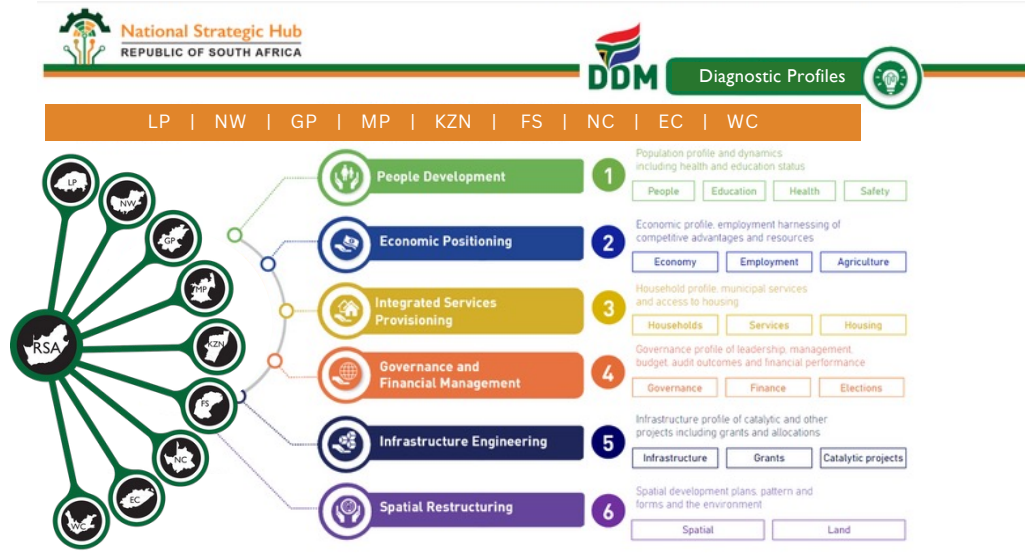 National Strategic Hub
REPUBLIC OF SOUTH AFRICA
DDM
Diagnostic Profiles
LP | NW | GP | MP | KZN | FS | NC | EC | WC
LP
NW
GP
MP
KZN
RSA
FS
NC
EC
WC
People Development
1
Population profile and dynamics
including health and education status
People Education Health Safety
Economic Positioning
2
Economic profile, employment harnessing of
competitive advantages and resources
Economy Employment Agriculture
Integrated Services
Provisioning
3
Household profile, municipal services
and access to housing
Households Services Housing
Governance and
Financial Management
4
Governance profile of leadership, management,
budget, audit outcomes and financial performance
Governance Finance Elections
Infrastructure Engineering
5
Infrastructure profile of catalytic and other
projects including grants and allocations
Infrastructure Grants Catalytic projects
Spatial Restructuring
6
Spatial development plans, pattern and
forms and the environment
Spatial Land